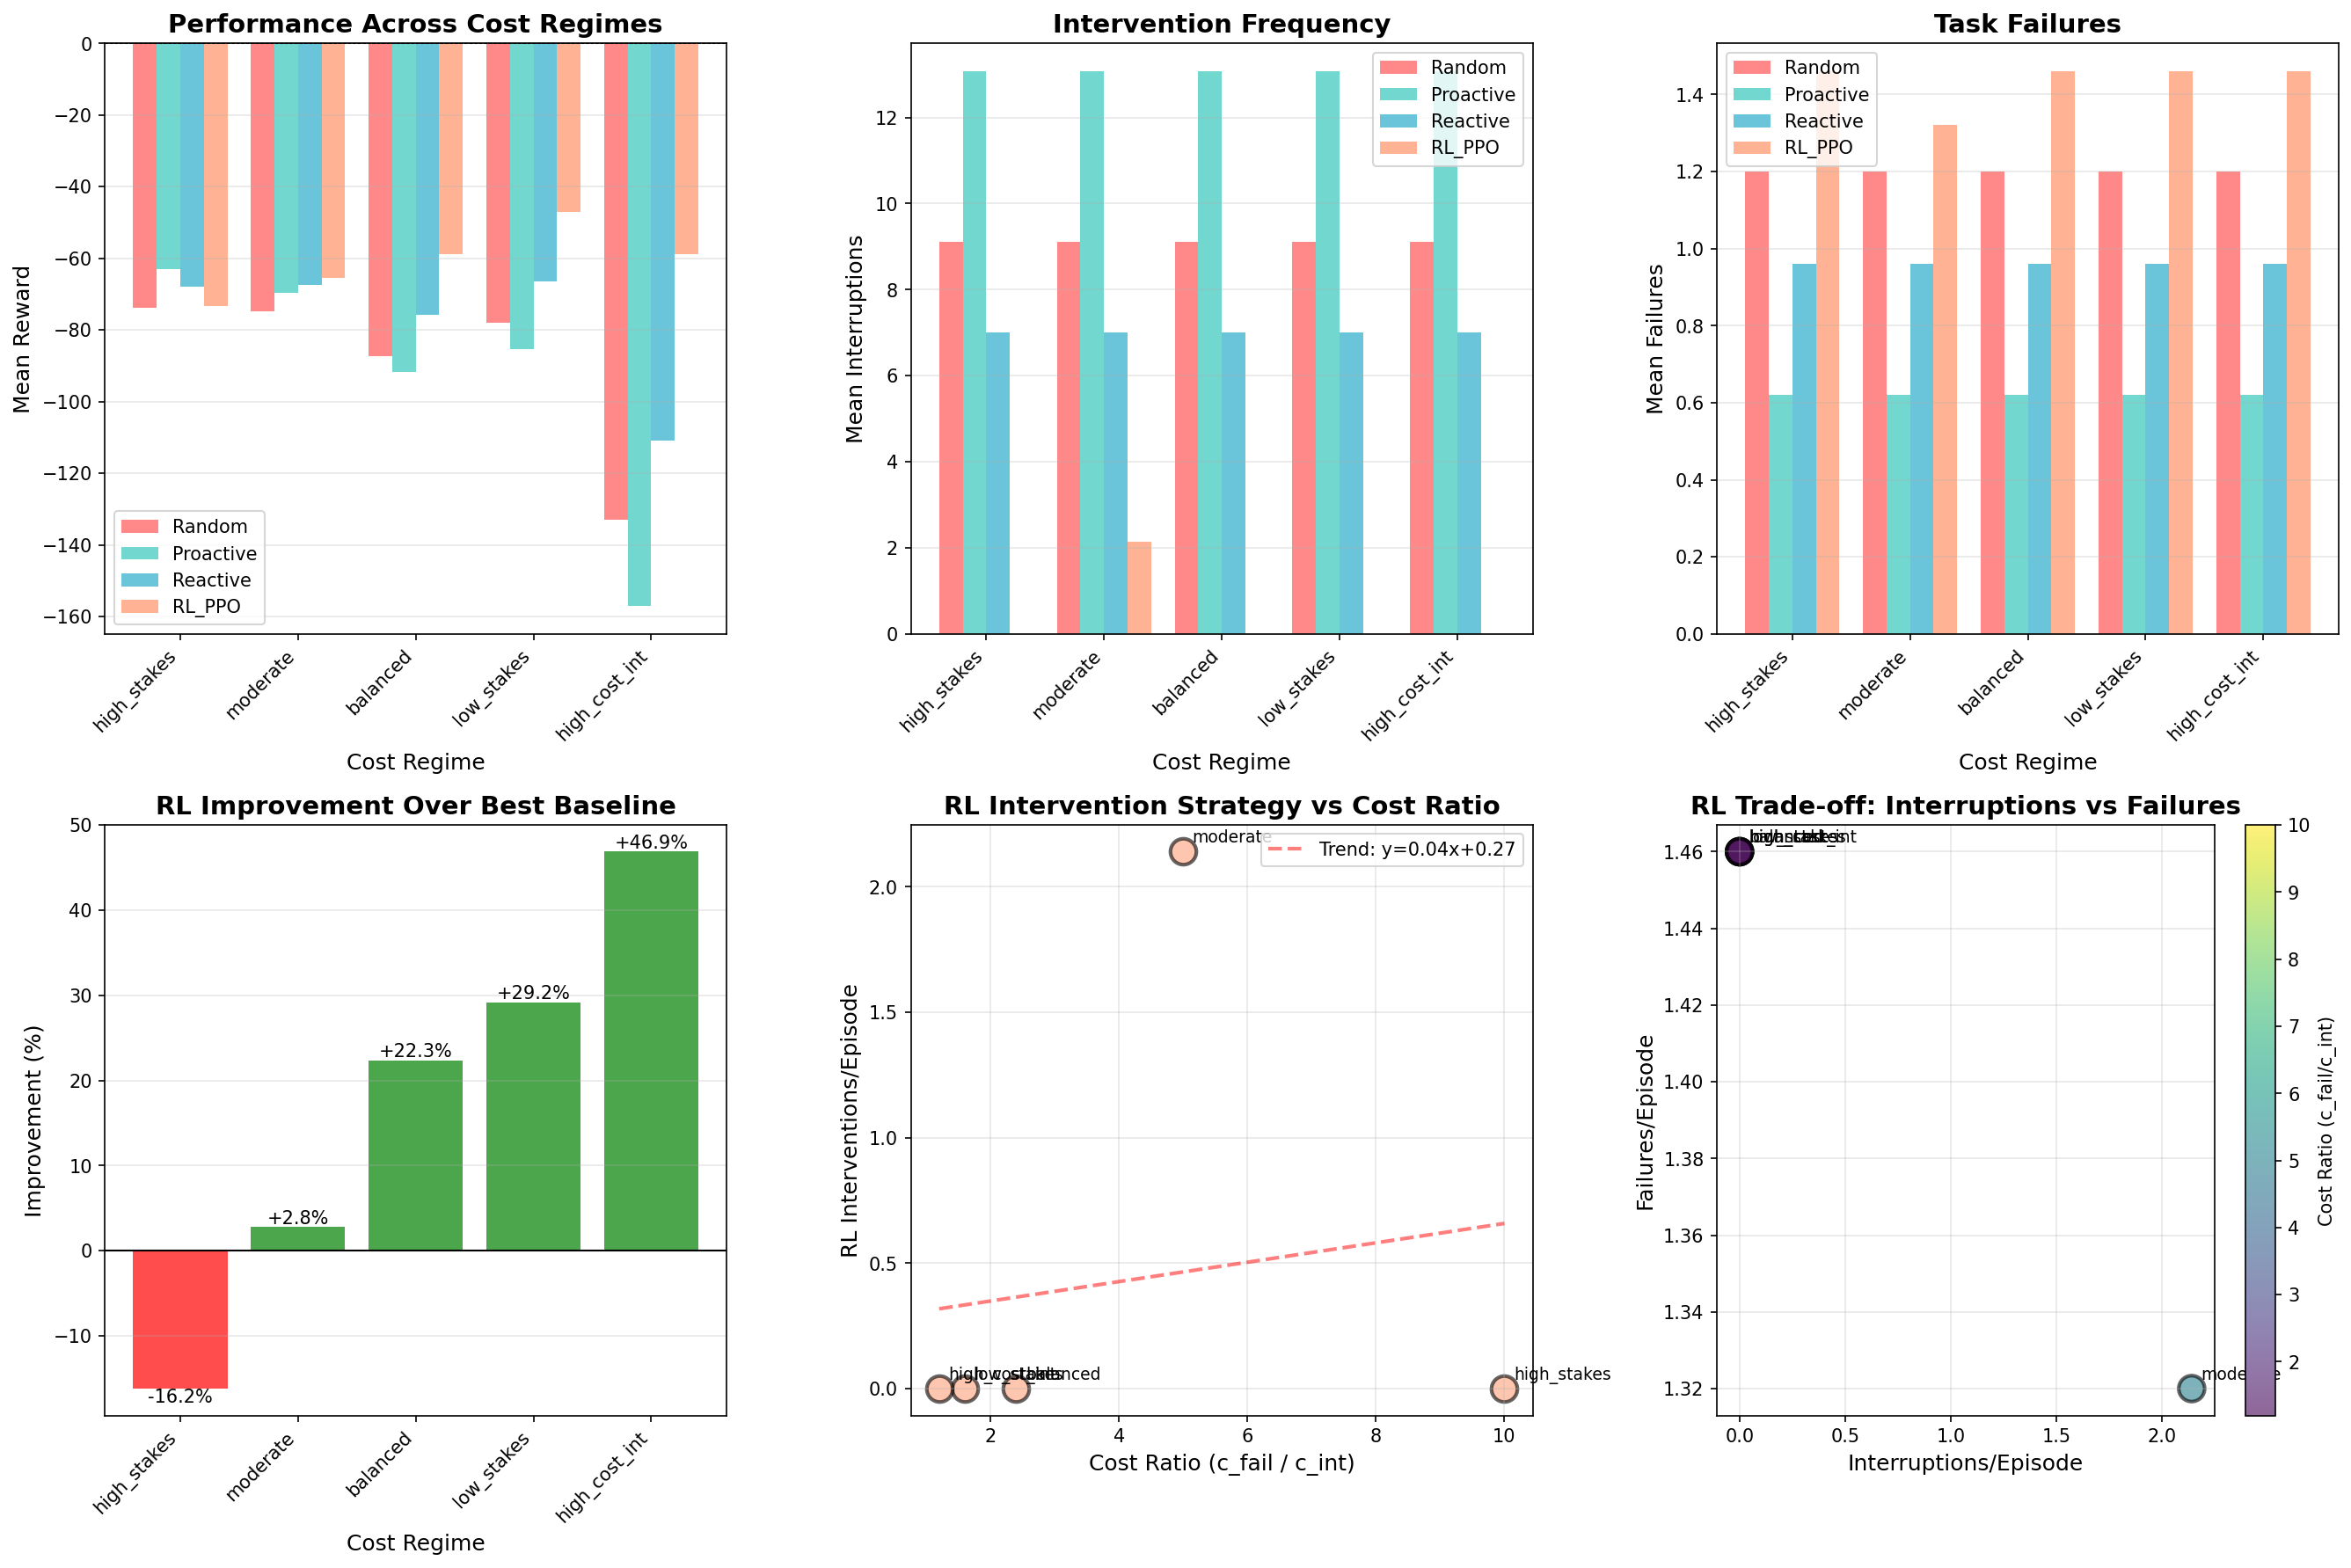 Performance Across Cost Regimes
0
−20
−40
−60
−80
−100
−120
−140
−160
Mean Reward
Random
Proactive
Reactive
RL_PPO
high_stakes
moderate
balanced
low_stakes
high_cost_int
Cost Regime
Intervention Frequency
12
10
8
6
4
2
0
Mean Interruptions
Random
Proactive
Reactive
RL_PPO
high_stakes
moderate
balanced
low_stakes
high_cost_int
Cost Regime
Task Failures
1.4
1.2
1.0
0.8
0.6
0.4
0.2
0.0
Mean Failures
Random
Proactive
Reactive
RL_PPO
high_stakes
moderate
balanced
low_stakes
high_cost_int
Cost Regime
RL Improvement Over Best Baseline
50
40
30
20
10
0
−10
Improvement (%)
-16.2%
+2.8%
+22.3%
+29.2%
+46.9%
high_stakes
moderate
balanced
low_stakes
high_cost_int
Cost Regime
RL Intervention Strategy vs Cost Ratio
moderate
Trend: y=0.04x+0.27
2.0
1.5
1.0
0.5
0.0
RL Interventions/Episode
high_stakes
2
4
6
8
10
Cost Ratio (c_fail / c_int)
RL Trade-off: Interruptions vs Failures
1.46
1.44
1.42
1.40
1.38
1.36
1.34
1.32
Failures/Episode
moderate
0.0
0.5
1.0
1.5
2.0
Interruptions/Episode
10
9
8
7
6
5
4
3
2
Cost Ratio (c_fail/c_int)